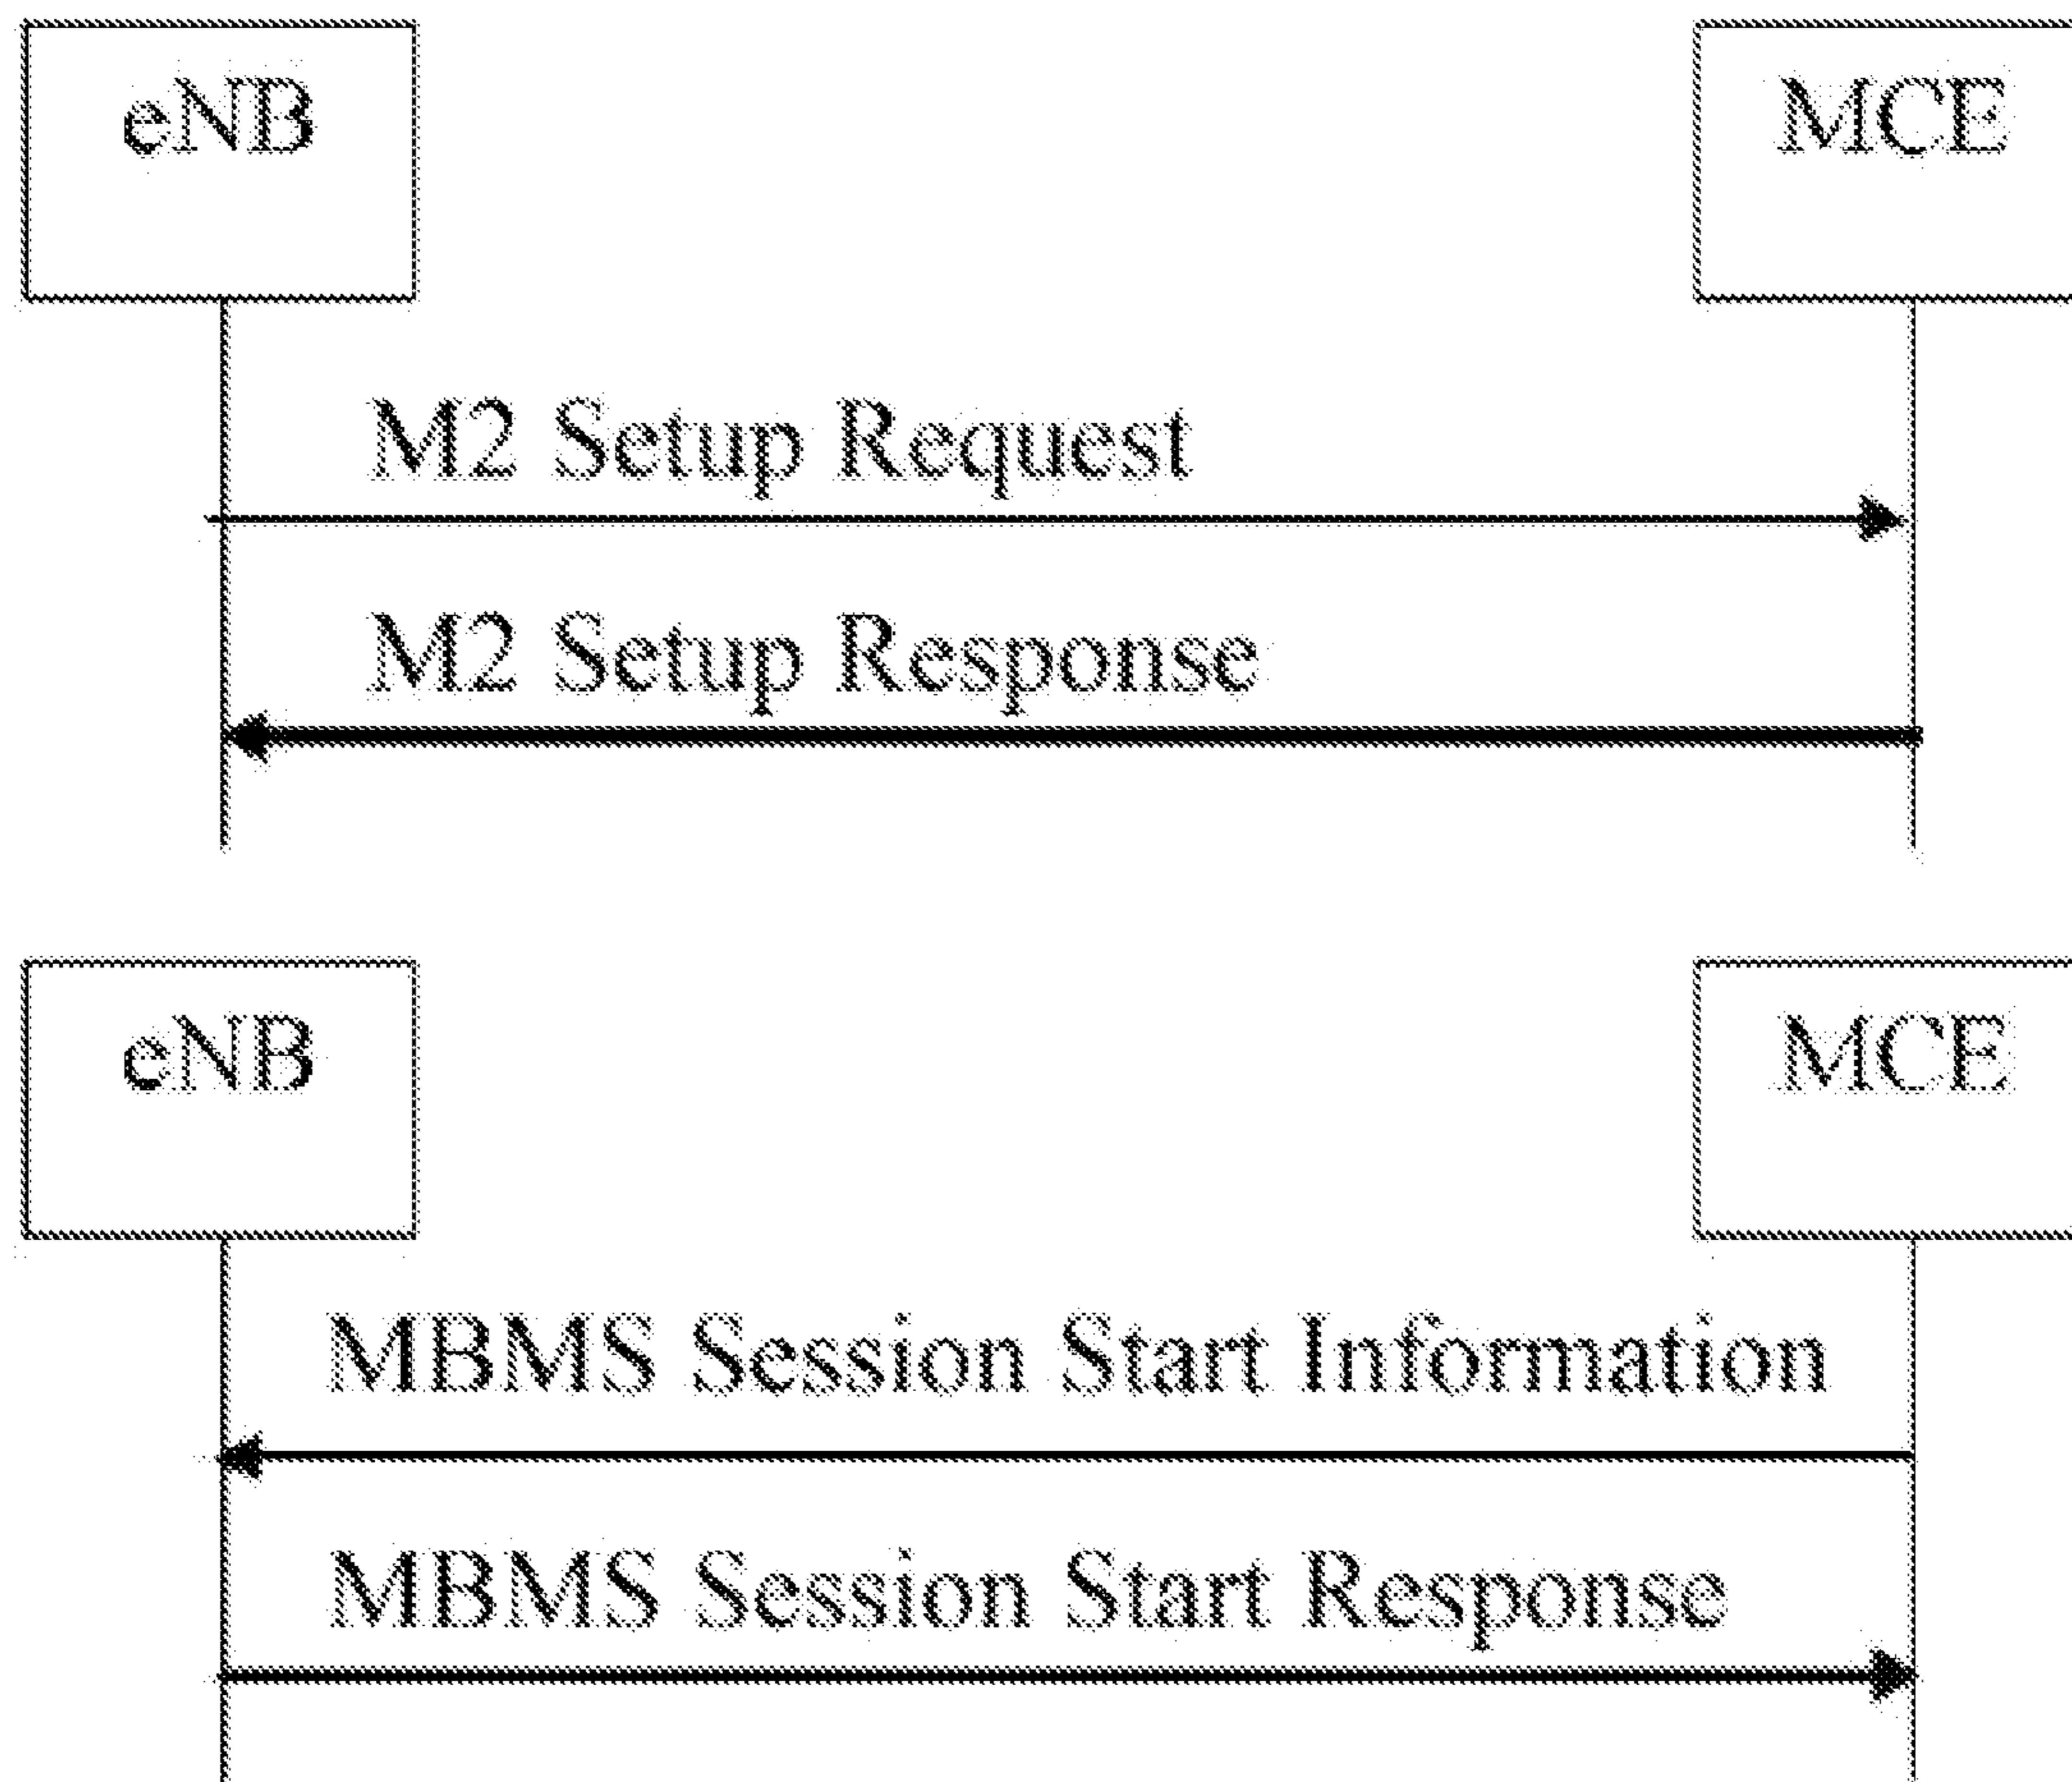 eNB
MCE
M2 Setup Request
M2 Setup Response
eNB
MCE
MBMS Session Start Information
MBMS Session Start Response